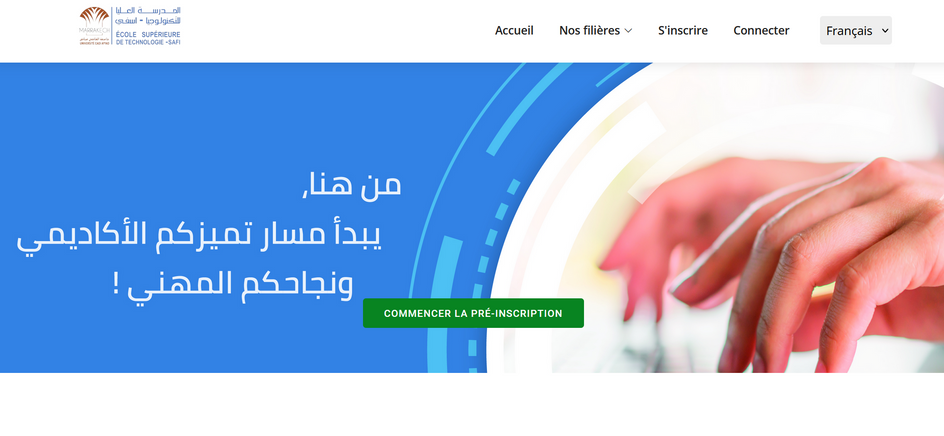 المدرسة العليا
للتكنولوجيا - آسفي
ÉCOLE SUPÉRIEURE
DE TECHNOLOGIE -SAFI
Accueil
Nos filières
S'inscrire
Connecter
Français
من هنا,
يبدأ مسار تميزكم الأكاديمي
ونجاحكم المهني !
COMMENCER LA PRÉ-INSCRIPTION